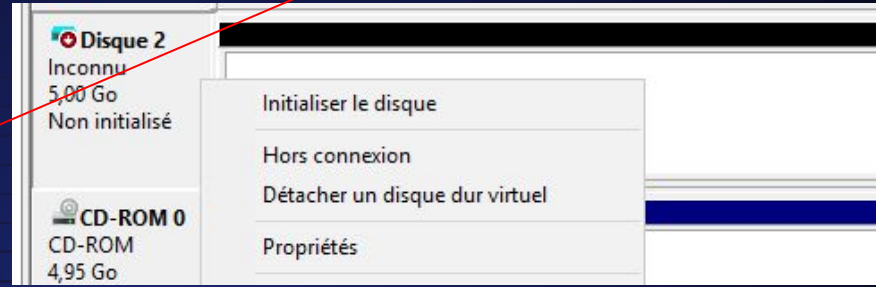 Disque 2
Inconnu
5,00 Go
Non initialisé
Initialiser le disque
Hors connexion
Détacher un disque dur virtuel
Propriétés
CD-ROM 0
CD-ROM
4,95 Go